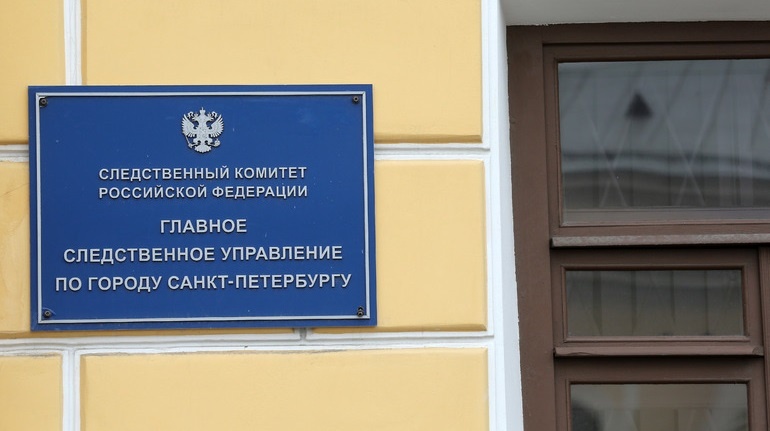 СЛЕДСТВЕННЫЙ КОМИТЕТ
РОССИЙСКОЙ ФЕДЕРАЦИИ
ГЛАВНОЕ
СЛЕДСТВЕННОЕ УПРАВЛЕНИЕ
ПО ГОРОДУ САНКТ-ПЕТЕРБУРГУ